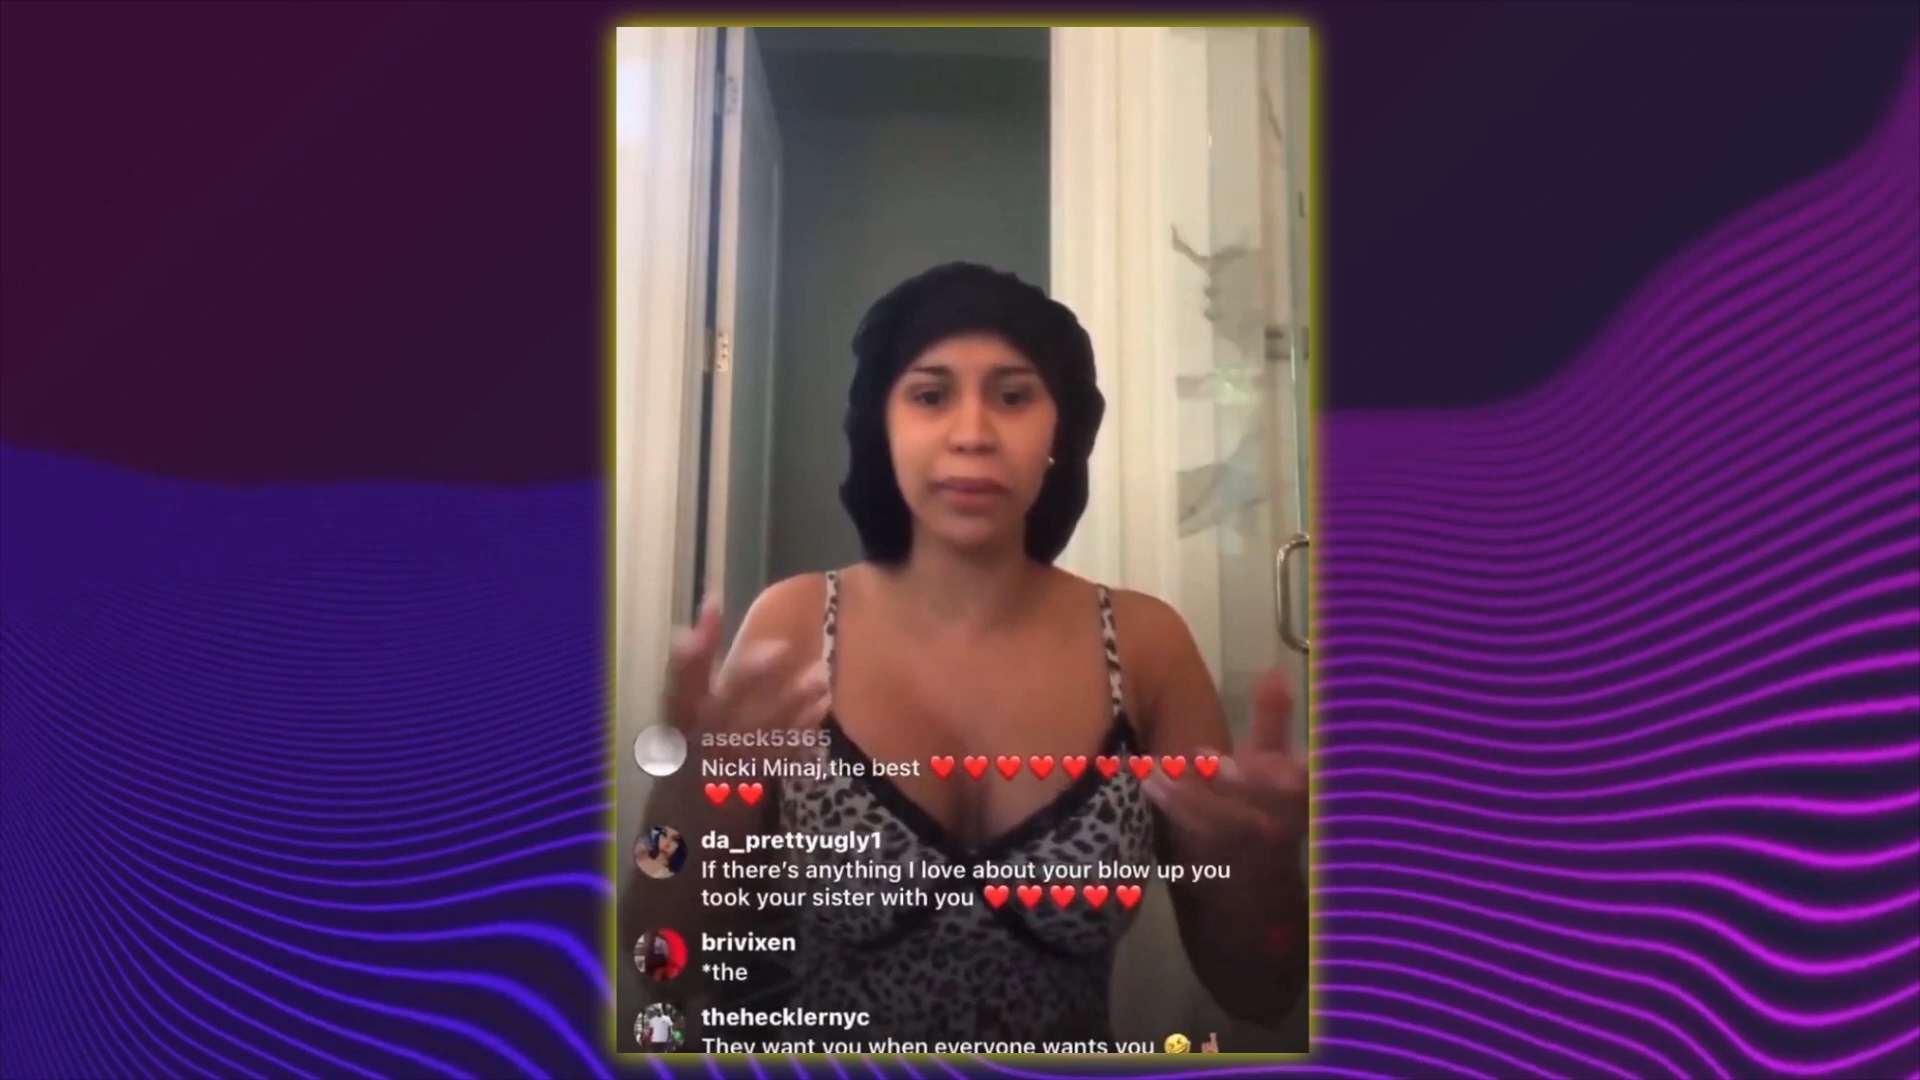 aseck5365
Nicki Minaj,the best ❤️❤️❤️❤️❤️❤️❤️❤️❤️
❤️❤️
da_prettyugly1
If there's anything I love about your blow up you
took your sister with you ❤️❤️❤️❤️❤️
brivixen
*the
thehecklernyc
They want you when everyone wants you 🤣🤞🏽